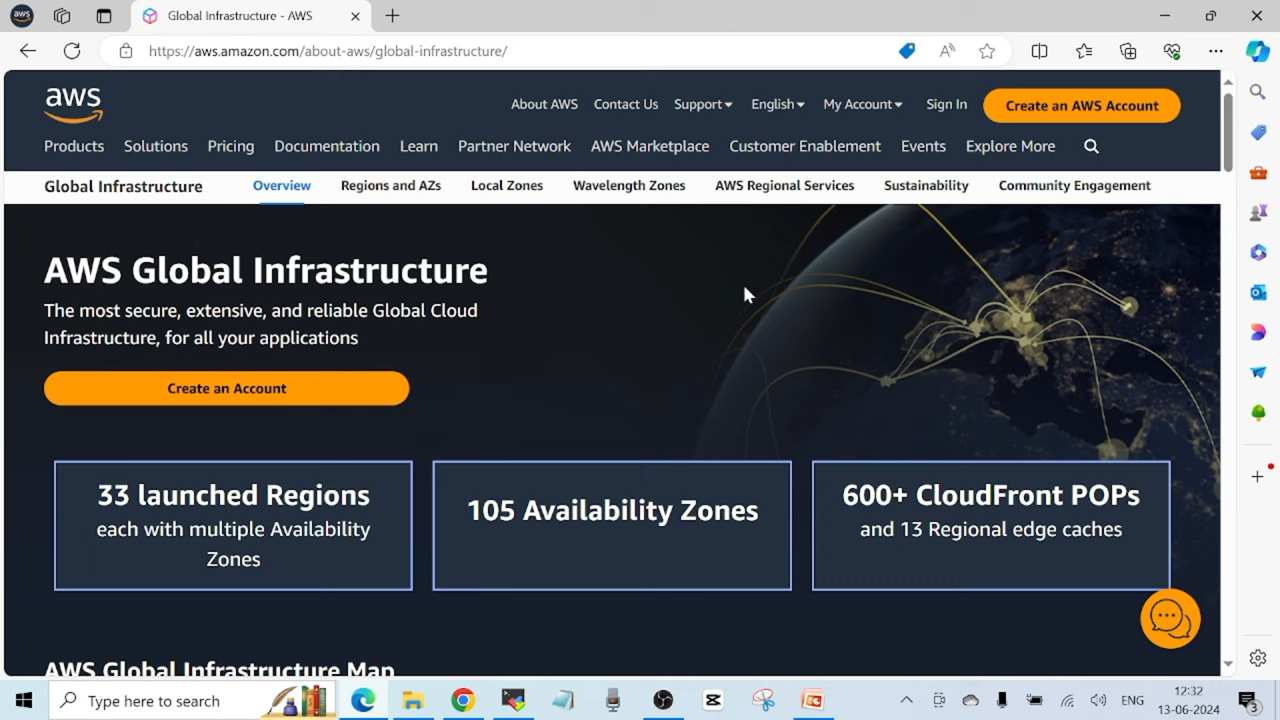 aws
Global Infrastructure - AWS
https://aws.amazon.com/about-aws/global-infrastructure/
aws
About AWS Contact Us Support English My Account Sign In Create an AWS Account
Products Solutions Pricing Documentation Learn Partner Network AWS Marketplace Customer Enablement Events Explore More
Global Infrastructure Overview Regions and AZs Local Zones Wavelength Zones AWS Regional Services Sustainability Community Engagement
AWS Global Infrastructure
The most secure, extensive, and reliable Global Cloud
Infrastructure, for all your applications
Create an Account
33 launched Regions
each with multiple Availability
Zones
105 Availability Zones
600+ CloudFront POPs
and 13 Regional edge caches
AWS Global Infrastructure Map
Type here to search
ENG
12:32
13-06-2024
3